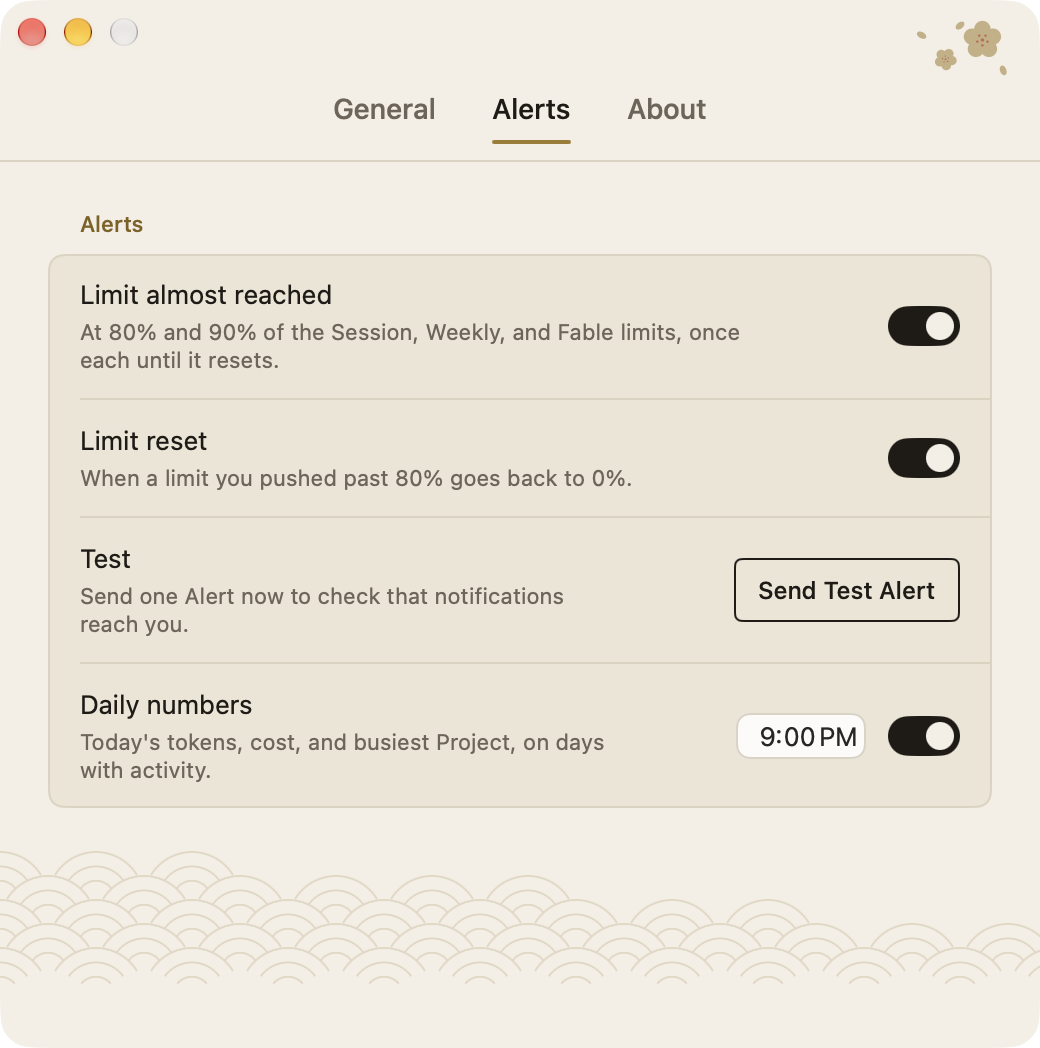 General
Alerts
About
Alerts
Limit almost reached
At 80% and 90% of the Session, Weekly, and Fable limits, once
each until it resets.
Limit reset
When a limit you pushed past 80% goes back to 0%.
Test
Send one Alert now to check that notifications
reach you.
Send Test Alert
Daily numbers
Today's tokens, cost, and busiest Project, on days
with activity.
9:00 PM